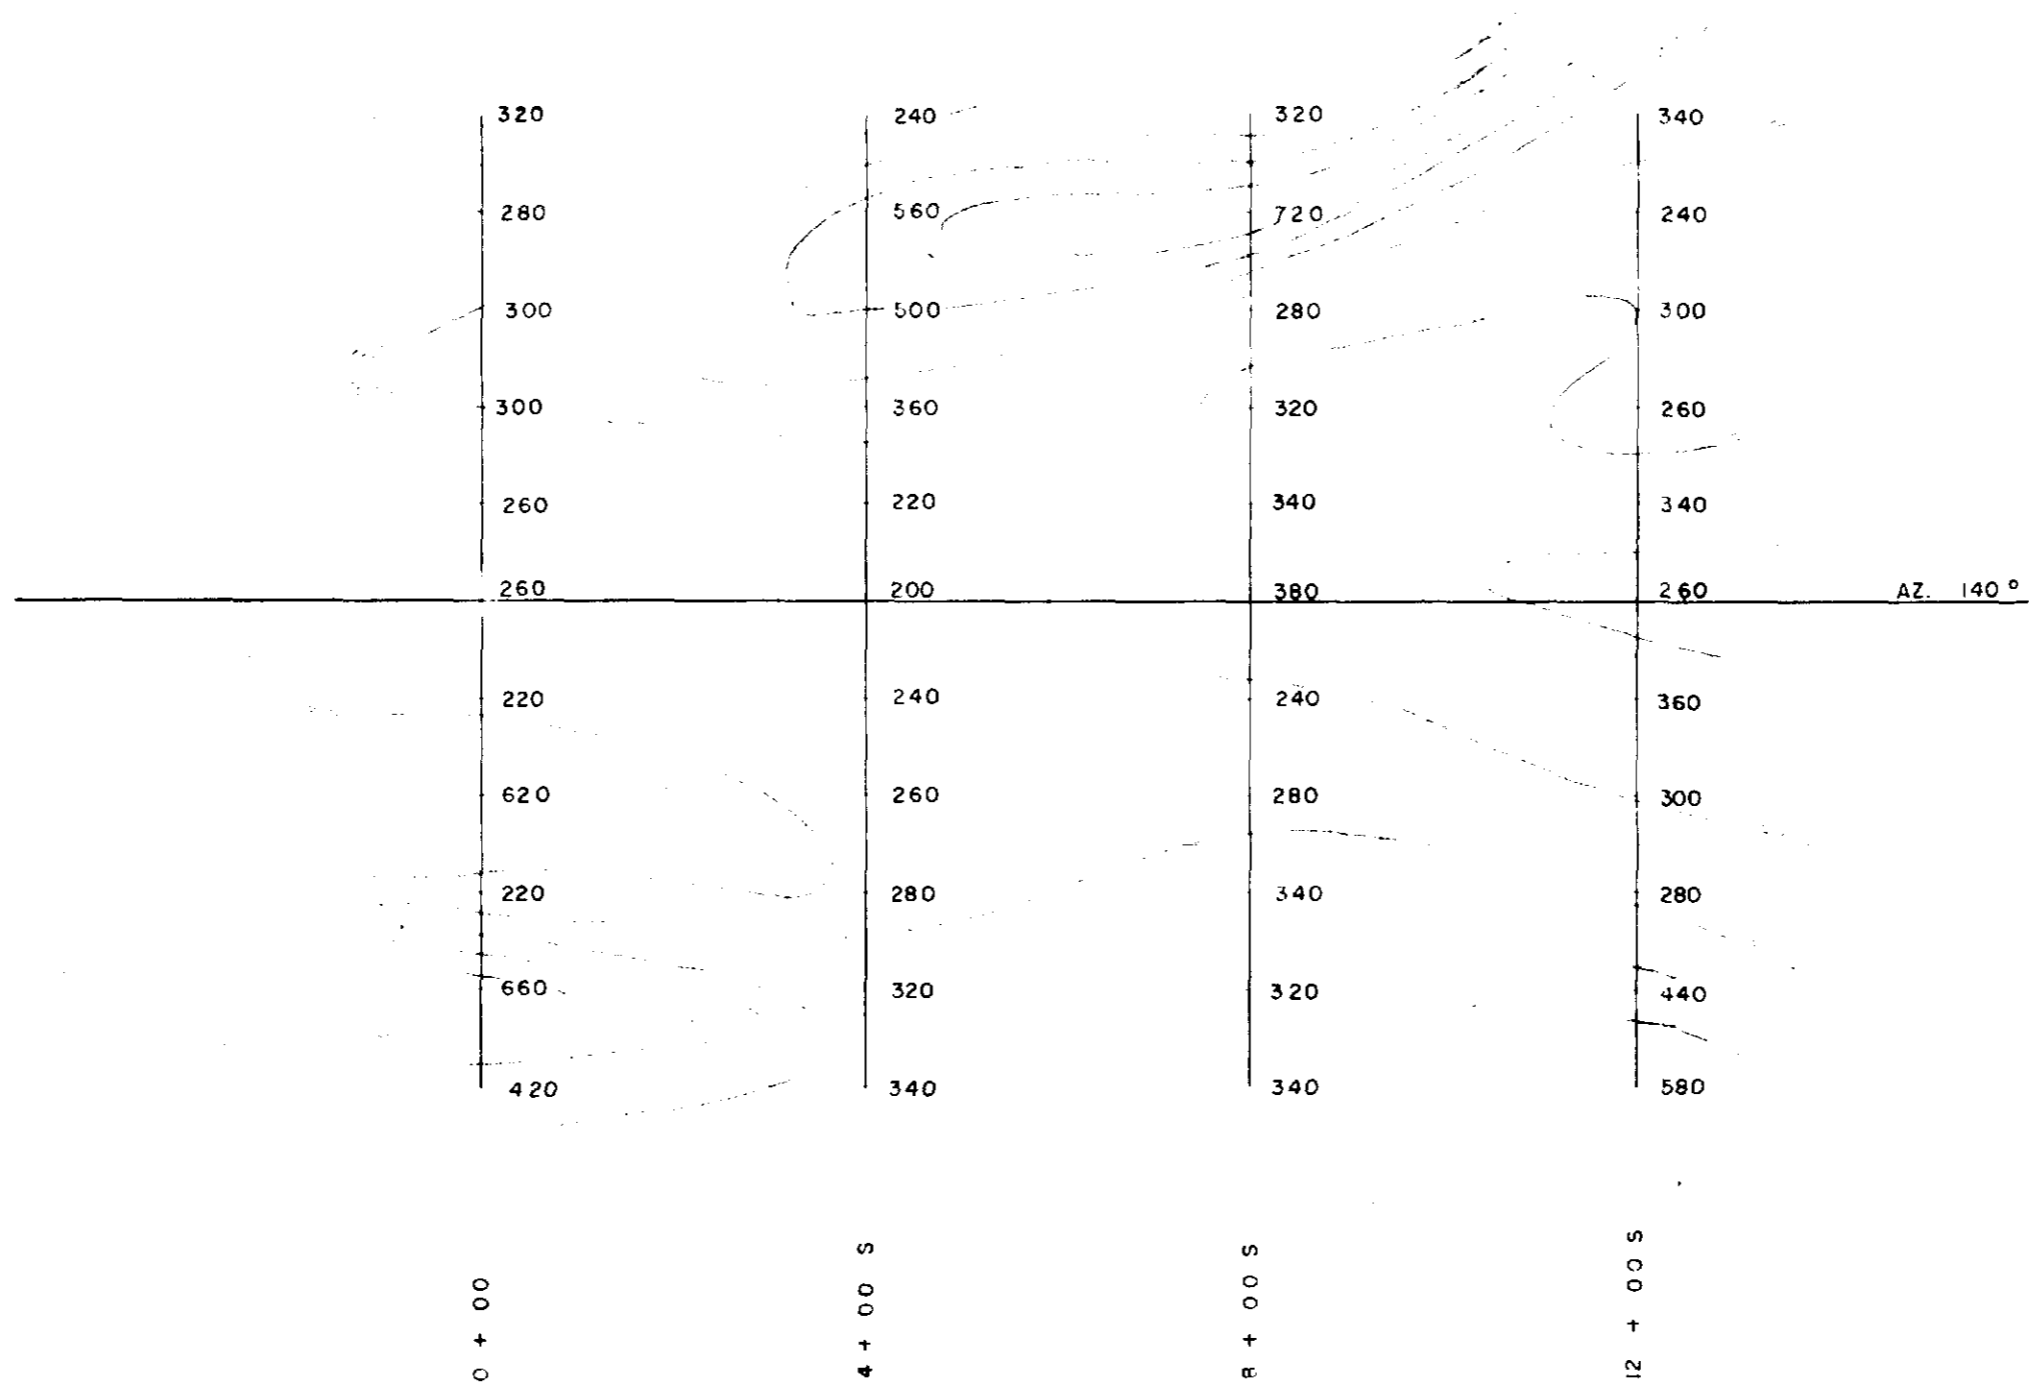 320 240 320 340
280 560 720 240
300 500 280 300
300 360 320 260
260 220 340 340
260 200 380 260 AZ. 140°
220 240 240 360
620 260 280 300
220 280 340 280
660 320 320 440
420 340 340 580
0 + 00
4 + 00 S
8 + 00 S
12 + 00 S